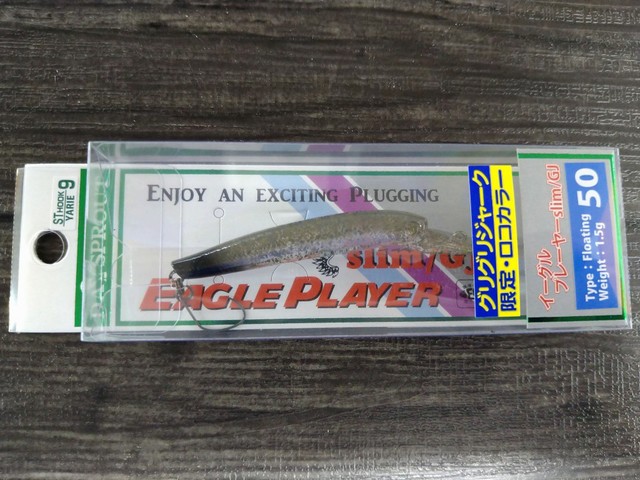 ST HOOK 9
YARIE
DAYSPROUT
ENJOY AN EXCITING PLUGGING
slim/GJ
EAGLE PLAYER
グリグリジャーク
限定・ロコカラー
イーグル
プレーヤーslim/GJ
50
Type : Floating
Weight : 1.5g